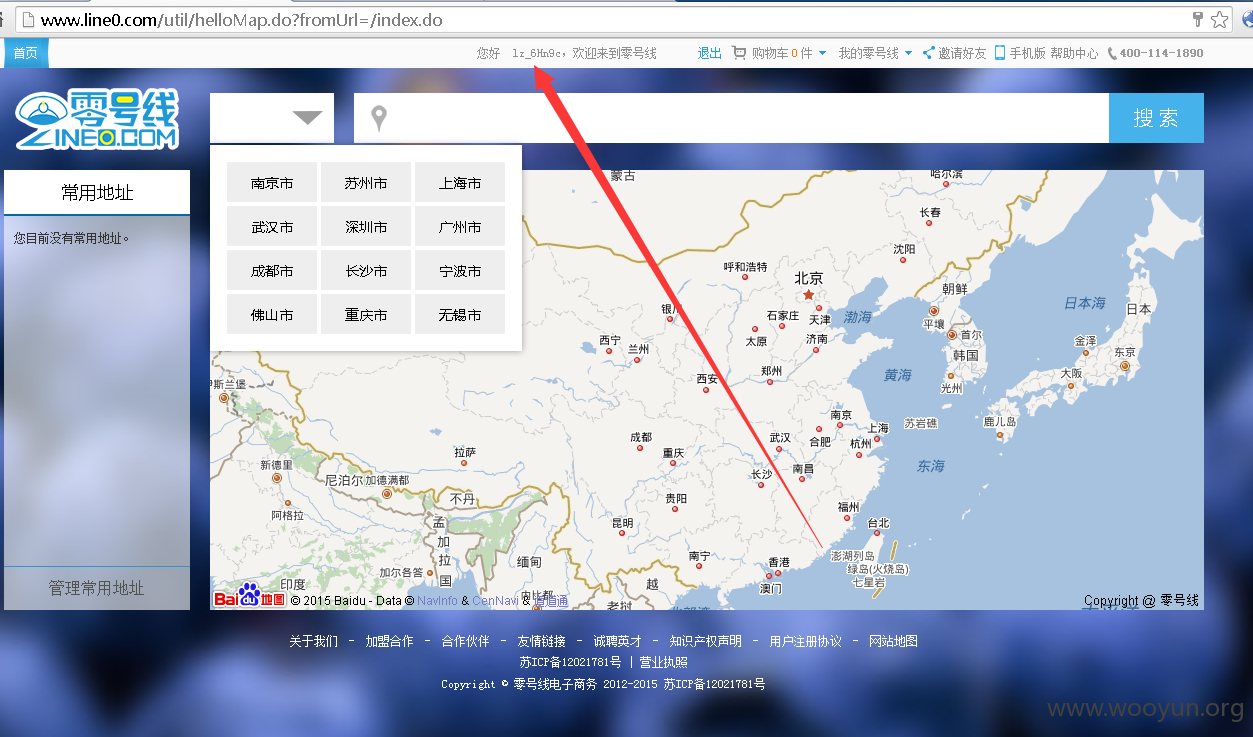 www.line0.com/util/helloMap.do?fromUrl=/index.do
首页
您好 lz_6Hn9c，欢迎来到零号线 退出 购物车 0 件 我的零号线 邀请好友 手机版 帮助中心 400-114-1890
零号线
ZINEO.COM
搜 索
南京市 苏州市 上海市
武汉市 深圳市 广州市
成都市 长沙市 宁波市
佛山市 重庆市 无锡市
常用地址
您目前没有常用地址。
管理常用地址
蒙古
哈尔滨
长春
沈阳
呼和浩特
北京
朝鲜
日本海
日本
银川
石家庄
天津
渤海
平壤
首尔
太原
济南
金泽
西宁
兰州
韩国
东京
郑州
黄海
大阪
西安
光州
伊斯兰堡
南京
苏岩礁
鹿儿岛
成都
武汉
合肥
上海
杭州
拉萨
重庆
东海
新德里
长沙
南昌
尼泊尔
加德满都
不丹
贵阳
阿格拉
福州
孟加拉国
昆明
台北
南宁
香港
澎湖列岛
缅甸
绿岛(火烧岛)
加尔各答
七星岩
印度
越
澳门
内比都
老挝
Bai du 地图 © 2015 Baidu - Data © NavInfo & CenNavi & 道道通
Copyright @ 零号线
关于我们 - 加盟合作 - 合作伙伴 - 友情链接 - 诚聘英才 - 知识产权声明 - 用户注册协议 - 网站地图
苏ICP备12021781号 | 营业执照
Copyright © 零号线电子商务 2012-2015 苏ICP备12021781号
www.wooyun.org